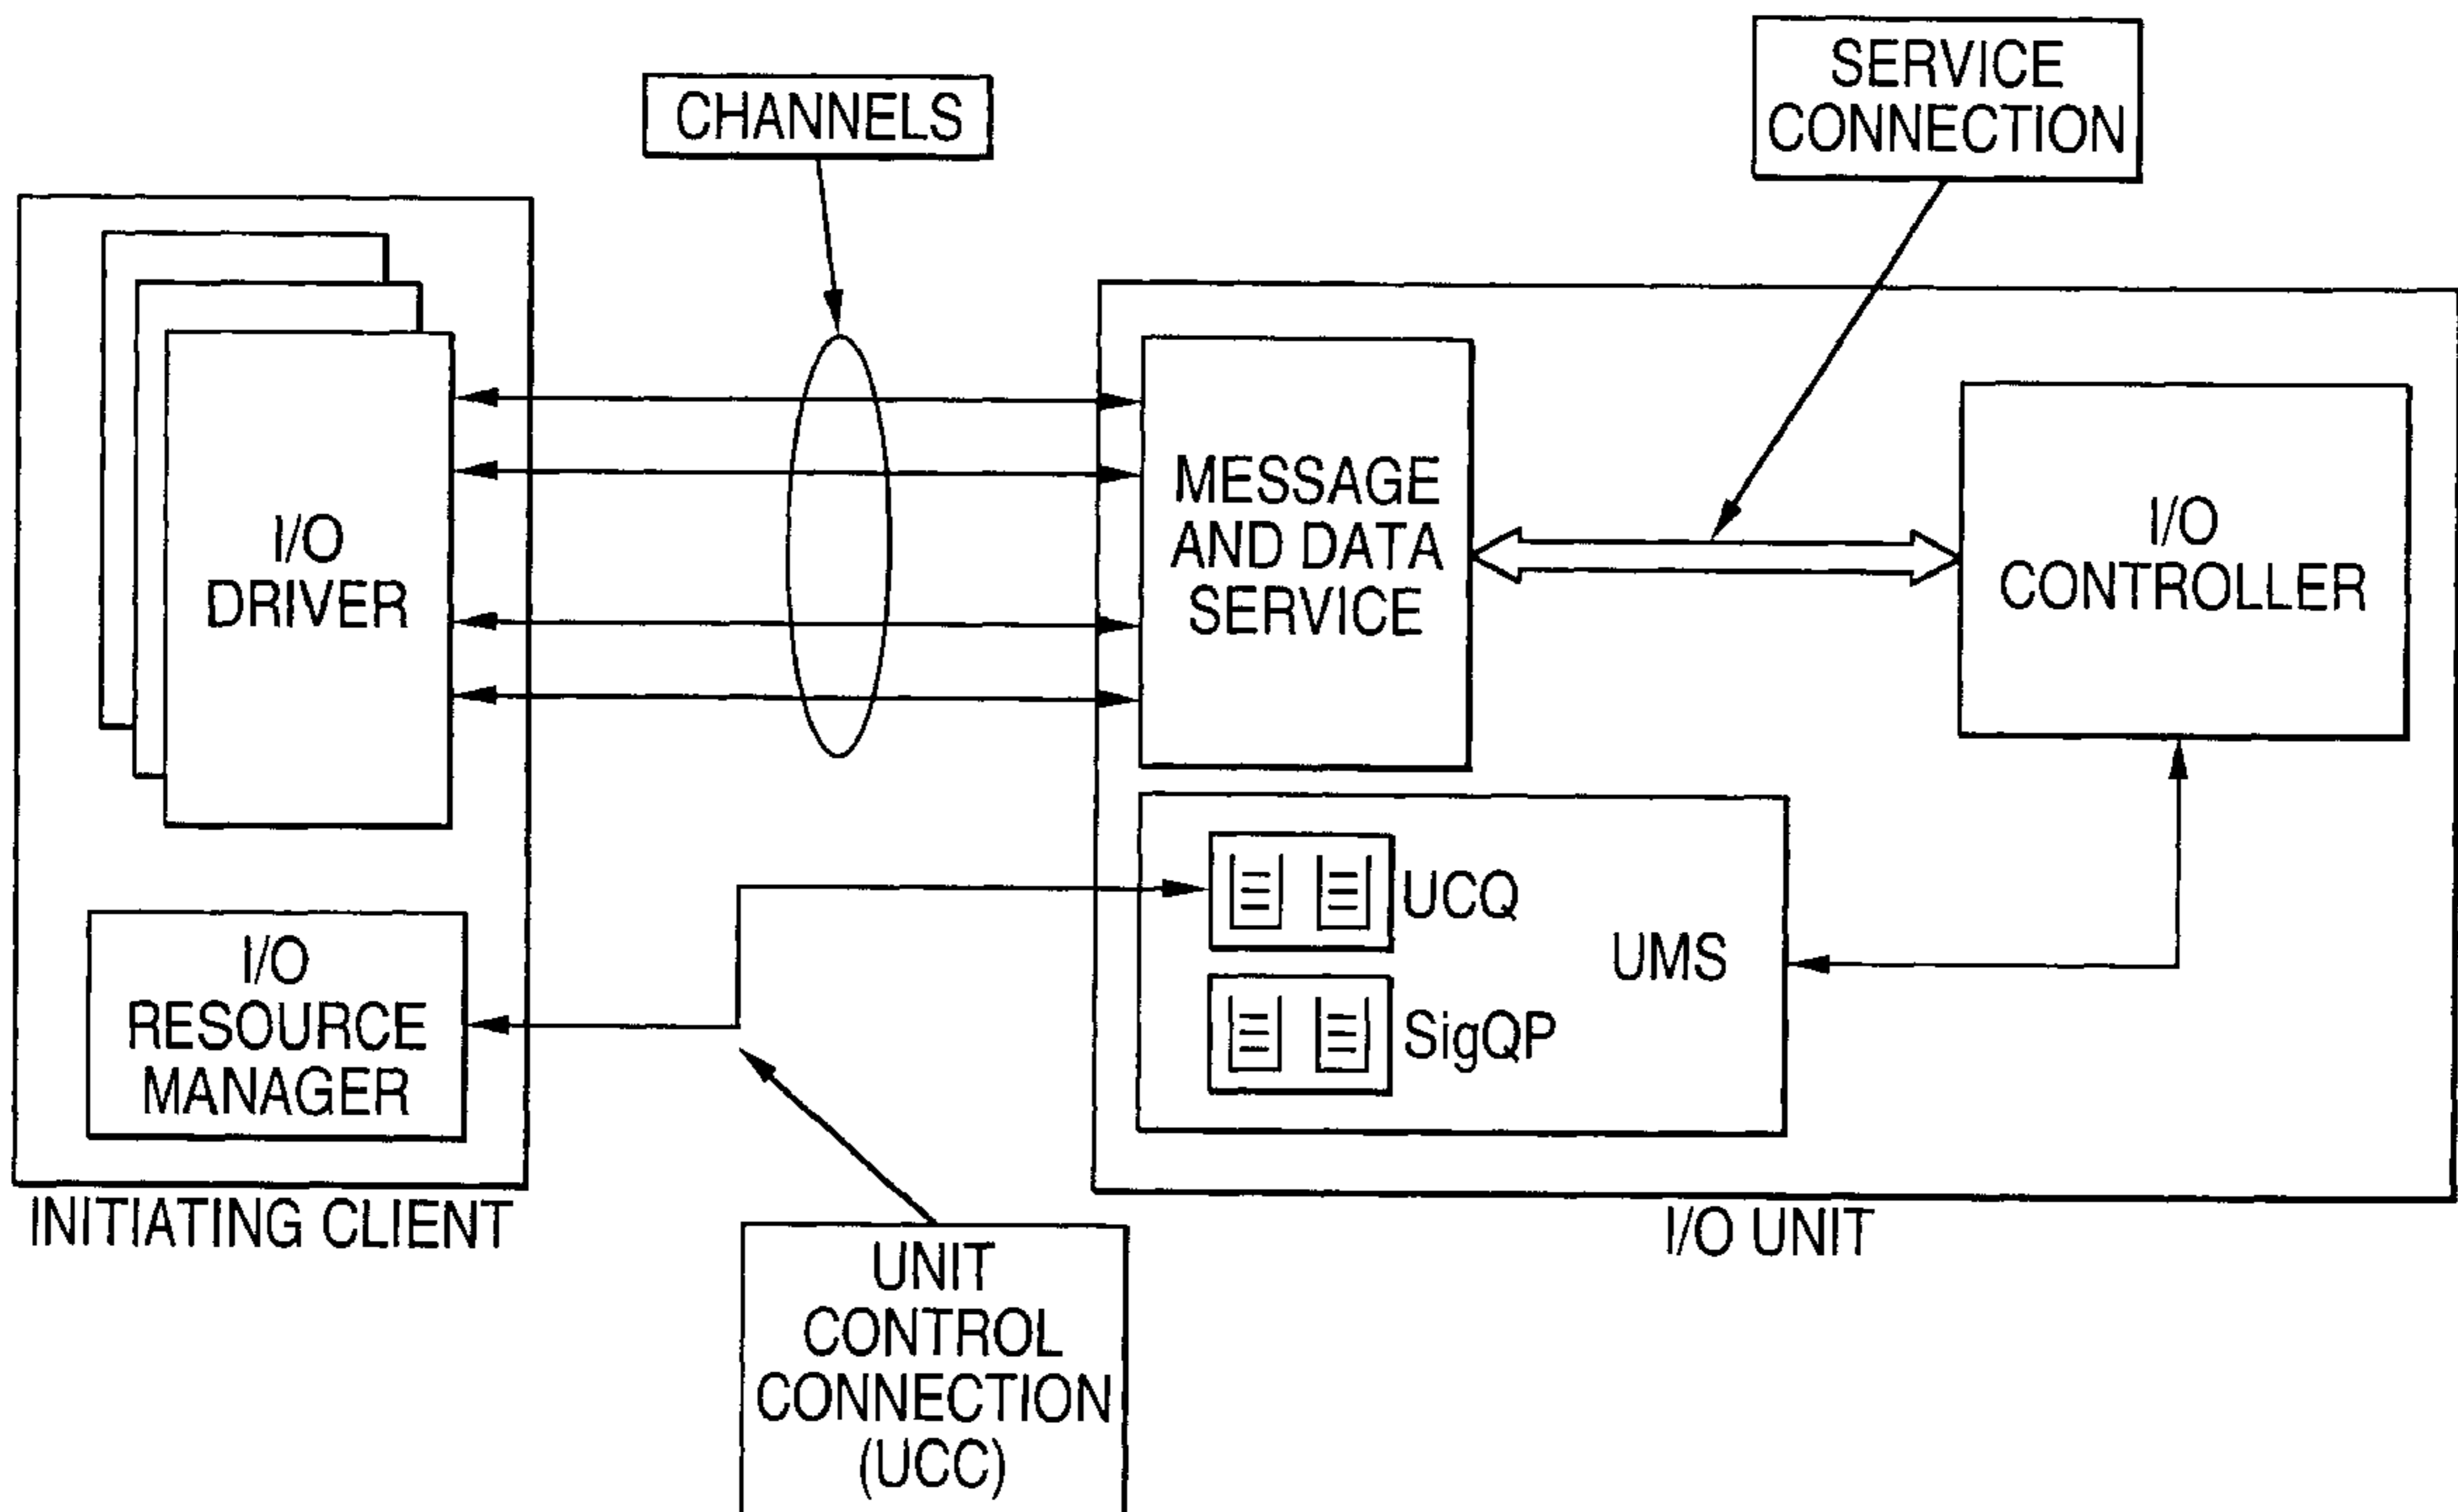 CHANNELS
SERVICE
CONNECTION
I/O
DRIVER
MESSAGE
AND DATA
SERVICE
I/O
CONTROLLER
I/O
RESOURCE
MANAGER
UCQ
UMS
SigQP
INITIATING CLIENT
I/O UNIT
UNIT
CONTROL
CONNECTION
(UCC)